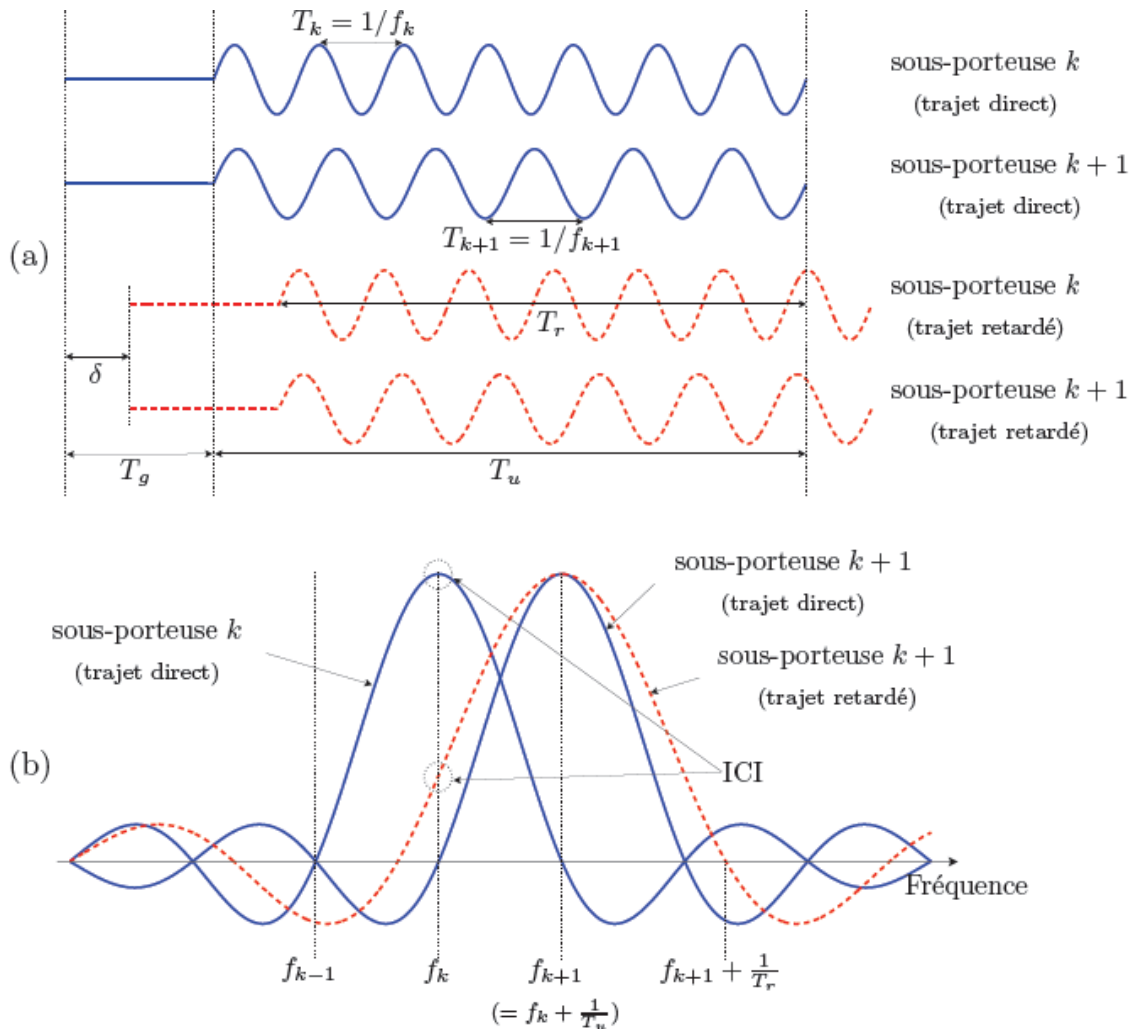 T_k = 1/f_k
sous-porteuse k
(trajet direct)
sous-porteuse k + 1
(trajet direct)
T_{k+1} = 1/f_{k+1}
(a)
sous-porteuse k
(trajet retardé)
T_r
δ
sous-porteuse k + 1
(trajet retardé)
T_g
T_u
sous-porteuse k + 1
(trajet direct)
sous-porteuse k
(trajet direct)
sous-porteuse k + 1
(trajet retardé)
(b)
ICI
Fréquence
f_{k−1}
f_k
f_{k+1}
f_{k+1} + 1/T_r
(= f_k + 1/T_u)